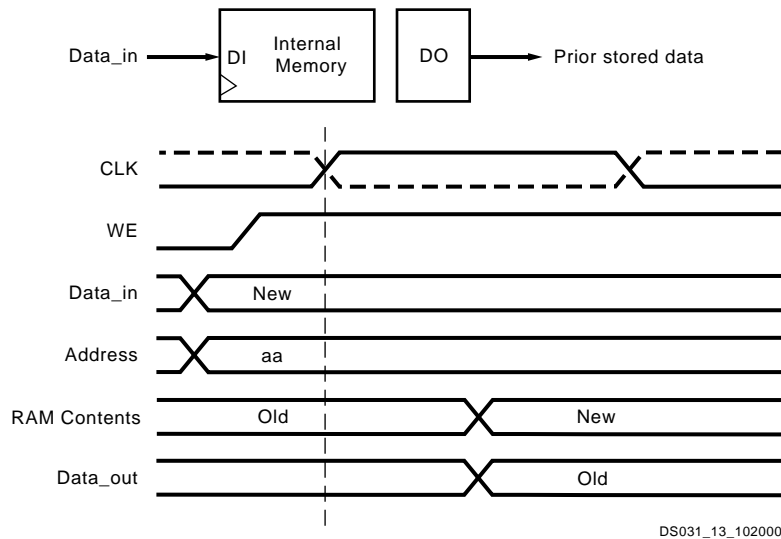 Data_in
DI
Internal
Memory
DO
Prior stored data
CLK
WE
Data_in
New
Address
aa
RAM Contents
Old
New
Data_out
Old
DS031_13_102000